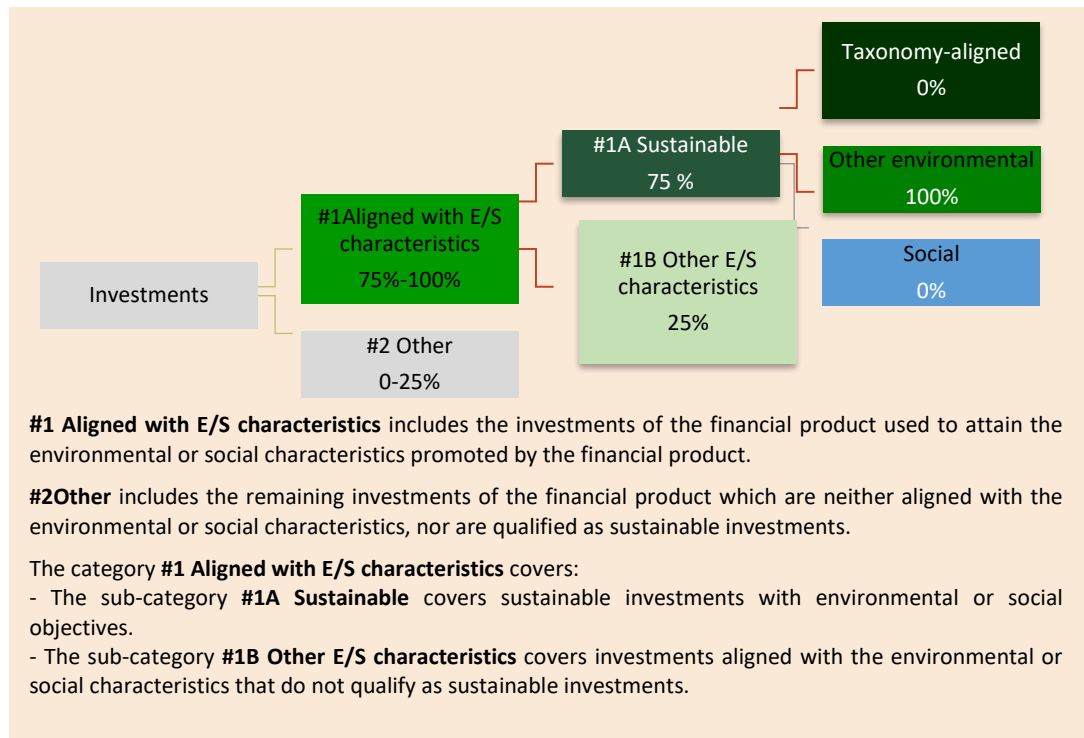 Taxonomy-aligned
0%
#1A Sustainable
75 %
Other environmental
100%
#1Aligned with E/S
characteristics
75%-100%
#1B Other E/S
characteristics
25%
Social
0%
Investments
#2 Other
0-25%
#1 Aligned with E/S characteristics includes the investments of the financial product used to attain the
environmental or social characteristics promoted by the financial product.
#2Other includes the remaining investments of the financial product which are neither aligned with the
environmental or social characteristics, nor are qualified as sustainable investments.
The category #1 Aligned with E/S characteristics covers:
- The sub-category #1A Sustainable covers sustainable investments with environmental or social
objectives.
- The sub-category #1B Other E/S characteristics covers investments aligned with the environmental or
social characteristics that do not qualify as sustainable investments.